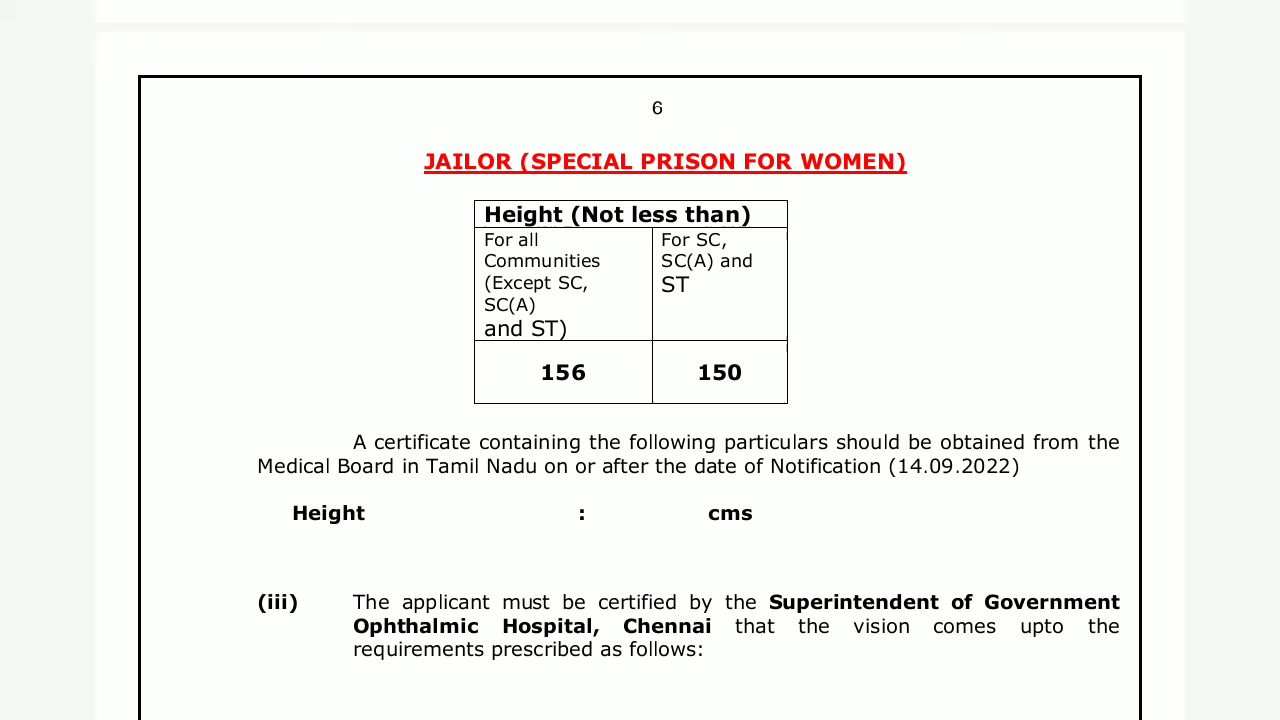 6
JAILOR (SPECIAL PRISON FOR WOMEN)
Height (Not less than)
For all
Communities
(Except SC,
SC(A)
and ST)
For SC,
SC(A) and
ST
156
150
A certificate containing the following particulars should be obtained from the
Medical Board in Tamil Nadu on or after the date of Notification (14.09.2022)
Height : cms
(iii) The applicant must be certified by the Superintendent of Government
Ophthalmic Hospital, Chennai that the vision comes upto the
requirements prescribed as follows: